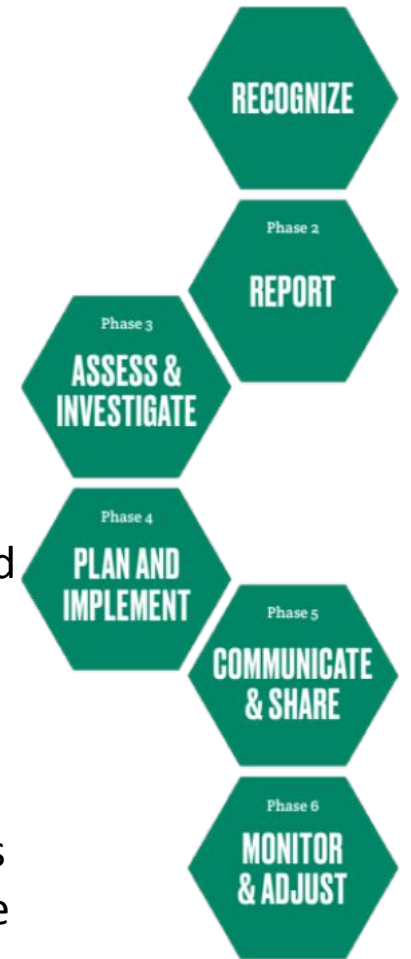 RECOGNIZE
Phase 2
REPORT
Phase 3
ASSESS &
INVESTIGATE
d
Phase 4
PLAN AND
IMPLEMENT
Phase 5
COMMUNICATE
& SHARE
Phase 6
MONITOR
& ADJUST
s
e